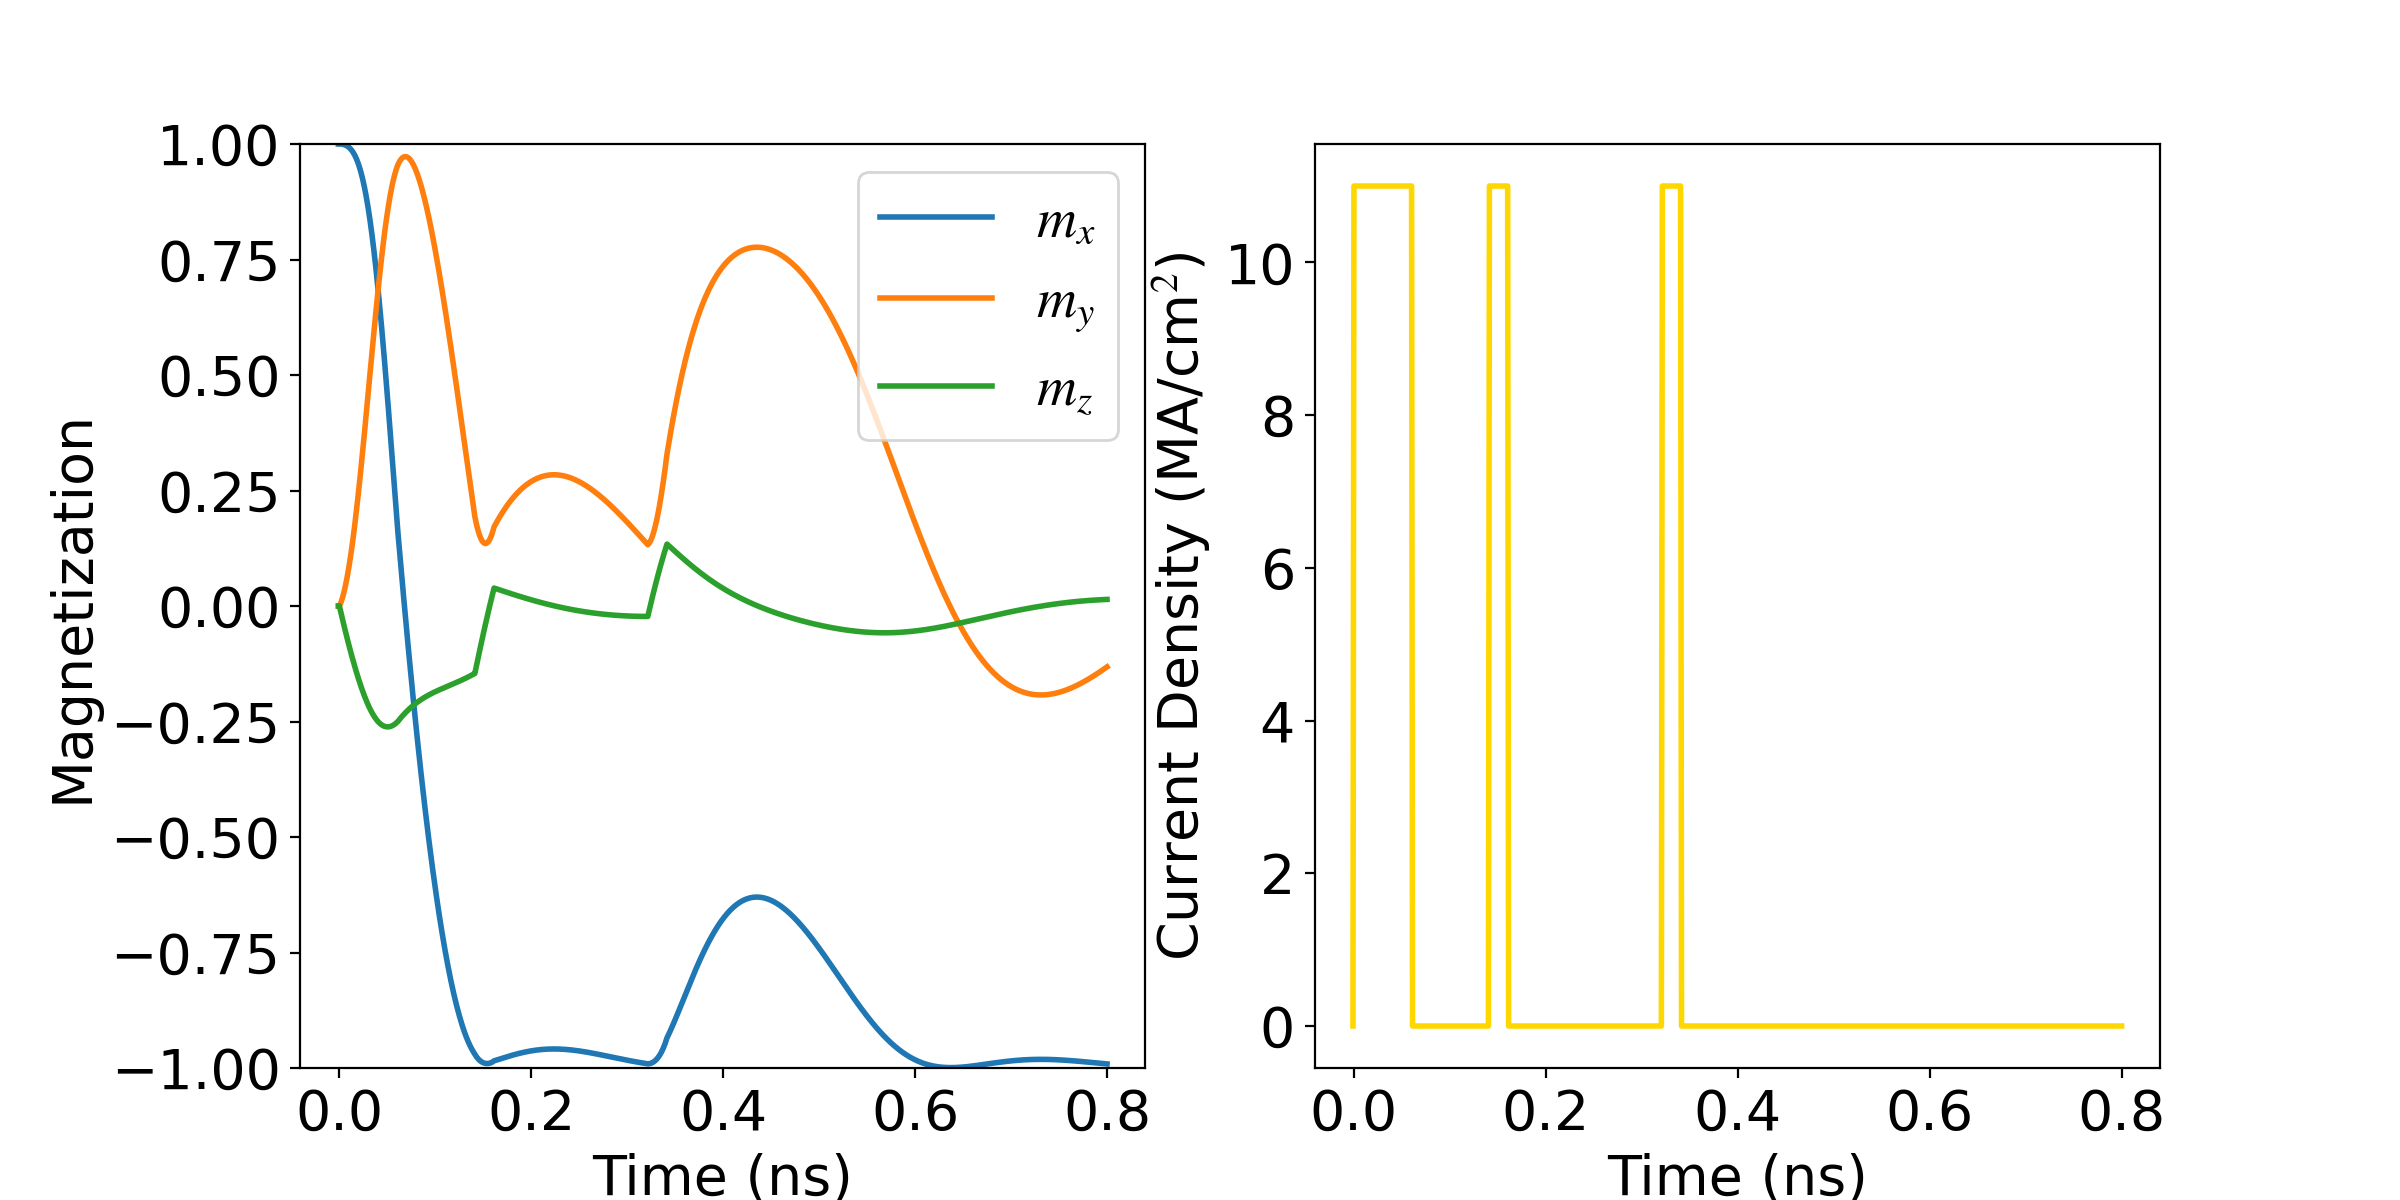 Magnetization
1.00
0.75
0.50
0.25
0.00
−0.25
−0.50
−0.75
−1.00
0.0 0.2 0.4 0.6 0.8
Time (ns)
m_x
m_y
m_z
Current Density (MA/cm²)
10
8
6
4
2
0
0.0 0.2 0.4 0.6 0.8
Time (ns)